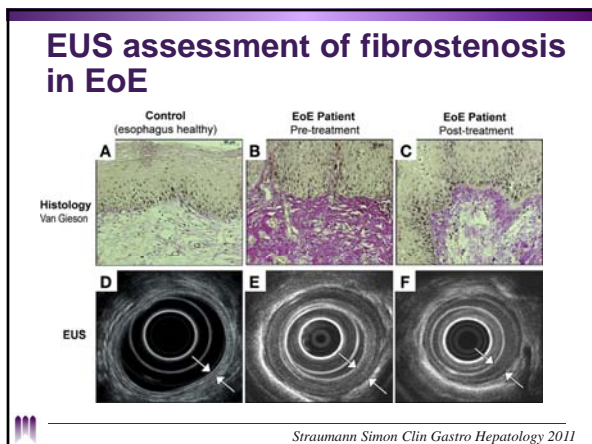 EUS assessment of fibrostenosis
in EoE
Control
(esophagus healthy)
EoE Patient
Pre-treatment
EoE Patient
Post-treatment
A
B
C
Histology
Van Gieson
D
E
F
EUS
Straumann Simon Clin Gastro Hepatology 2011